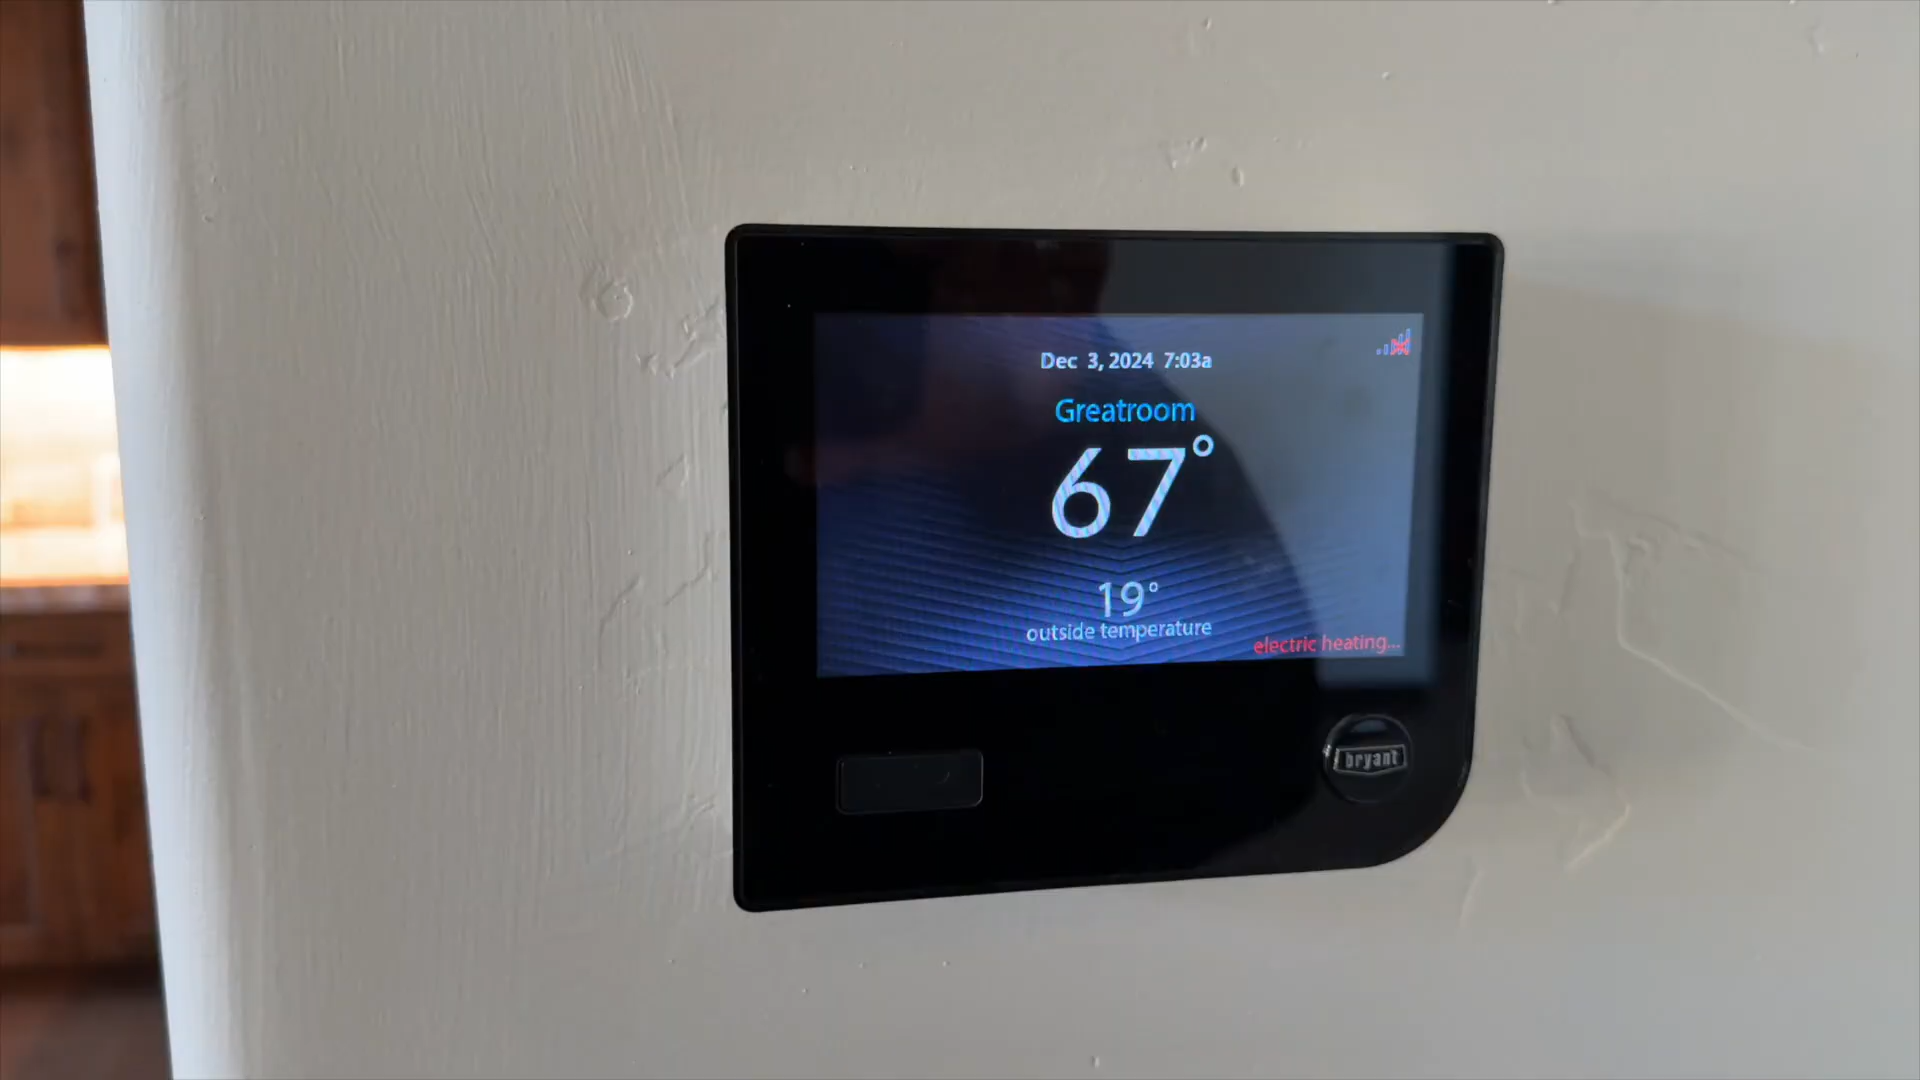 Dec 3, 2024 7:03a
Greatroom
67°
19°
outside temperature
electric heating...
bryant